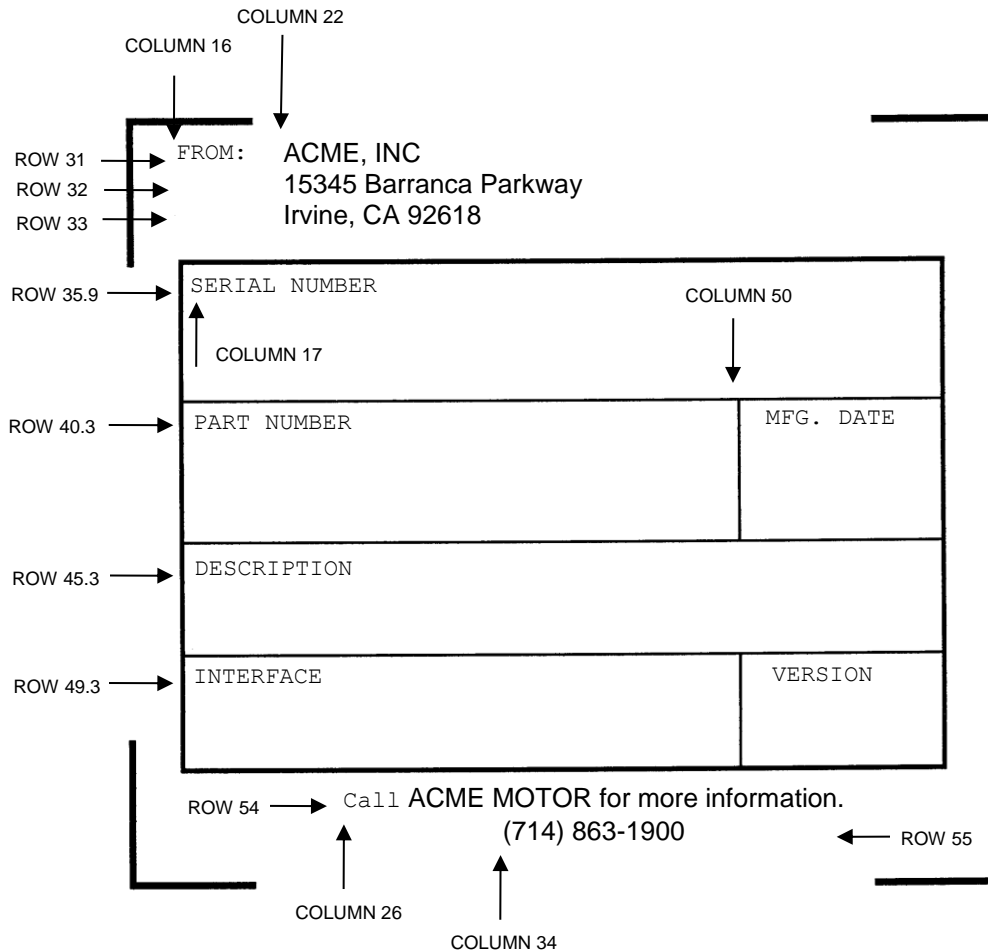 COLUMN 22
COLUMN 16
ROW 31 FROM: ACME, INC
ROW 32 15345 Barranca Parkway
ROW 33 Irvine, CA 92618
ROW 35.9 SERIAL NUMBER
COLUMN 50
COLUMN 17
ROW 40.3 PART NUMBER MFG. DATE
ROW 45.3 DESCRIPTION
ROW 49.3 INTERFACE VERSION
ROW 54 Call ACME MOTOR for more information.
(714) 863-1900 ROW 55
COLUMN 26
COLUMN 34